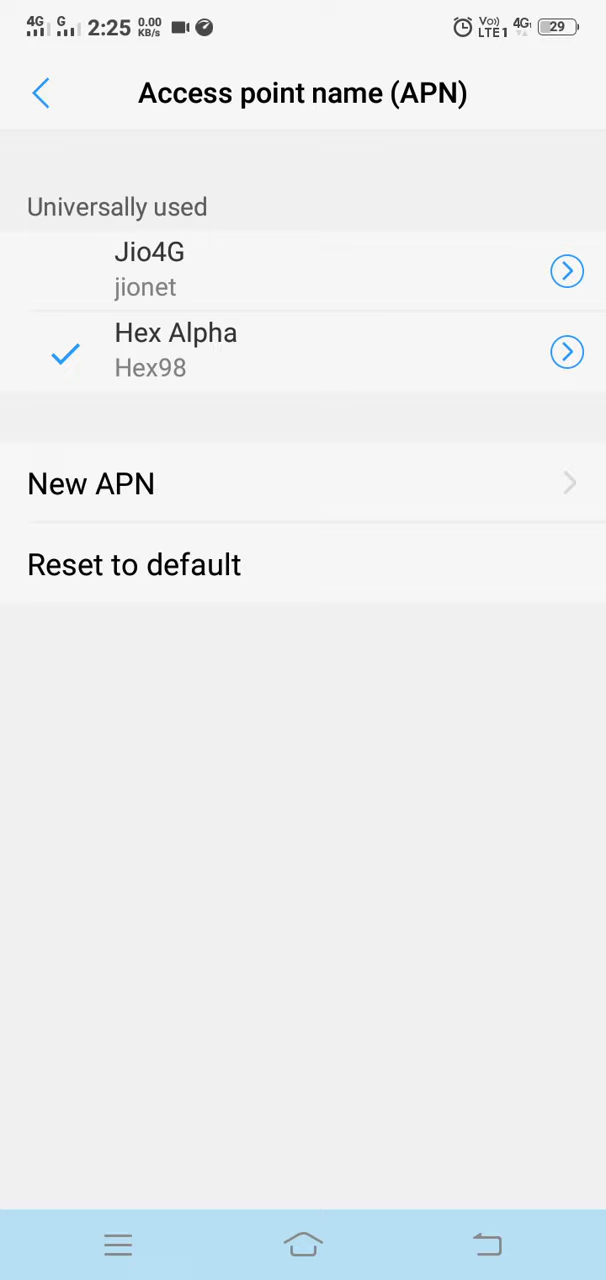 4G G 2:25 0.00 KB/s VoD LTE1 4G 29
Access point name (APN)
Universally used
Jio4G
jionet
Hex Alpha
Hex98
New APN
Reset to default